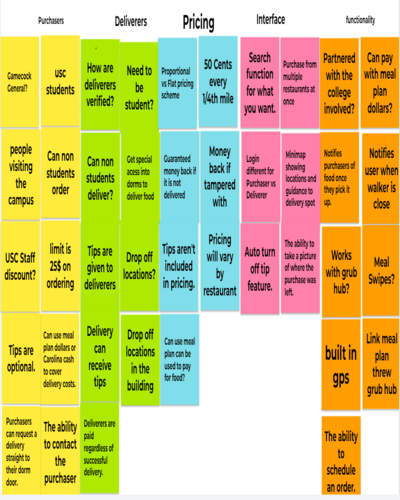 Purchasers
Deliverers
Pricing
Interface
functionality
Gamecock
General?
usc
students
people
visiting
the
campus
Can non
students
order
USC Staff
discount?
limit is
25$ on
ordering
Tips are
optional.
Can use meal
plan dollars or
Carolina cash
to cover
delivery costs.
Purchasers
can request a
delivery
straight to
their dorm
door.
The ability
to contact
the
purchaser
How are
deliverers
verified?
Need to
be
student?
Can non
students
deliver?
Get special
acess into
dorms to
deliver food
Tips are
given to
deliverers
Drop off
locations?
Delivery
can
receive
tips
Drop off
locations
in the
building
Deliverers are
paid
regardless of
successful
delivery.
Proportional
vs Flat pricing
scheme
50 Cents
every
1/4th mile
Guaranteed
money back if
it is not
delivered
Money
back if
tampered
with
Tips aren't
included
in pricing.
Pricing
will vary
by
restaurant
Can use meal
plan can be
used to pay
for food?
Search
function
for what
you want.
Purchase from
multiple
restaurants at
once
Login
different for
Purchaser vs
Deliverer
Minimap
showing
locations and
guidance to
delivery spot
Auto turn
off tip
feature.
The ability to
take a picture
of where the
purchase was
left.
Partnered
with the
college
involved?
Can pay
with meal
plan
dollars?
Notifies
purchasers of
food once
they pick it
up.
Notifies
user when
walker is
close
Works
with grub
hub?
Meal
Swipes?
built in
gps
Link meal
plan
threw
grub hub
The ability
to
schedule
an order.